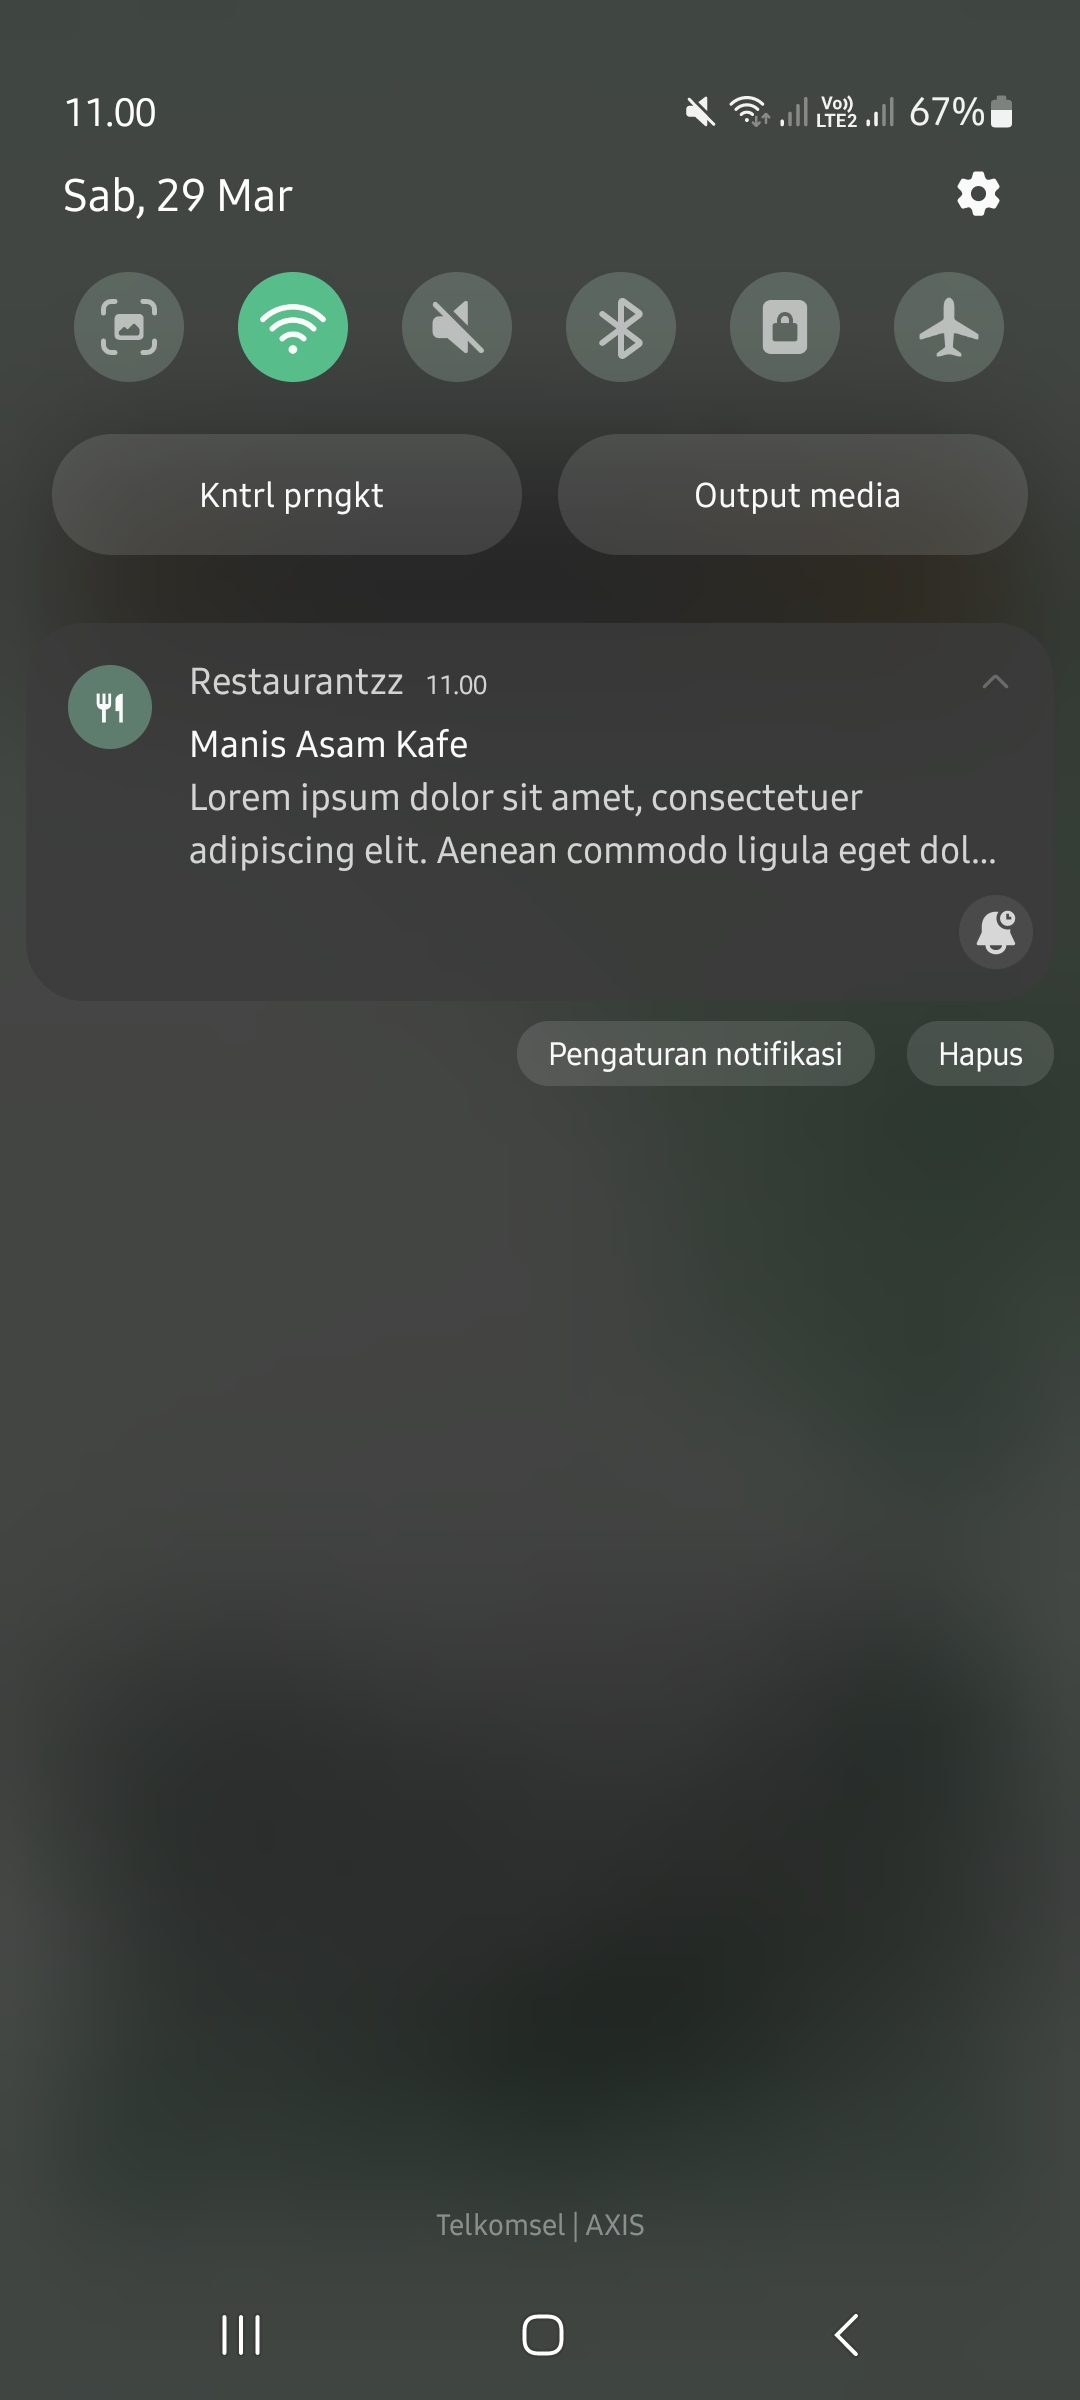 11.00
Vo))
LTE2
67%
Sab, 29 Mar
Kntrl prngkt
Output media
Restaurantzz 11.00
Manis Asam Kafe
Lorem ipsum dolor sit amet, consectetuer
adipiscing elit. Aenean commodo ligula eget dol...
Pengaturan notifikasi
Hapus
Telkomsel | AXIS